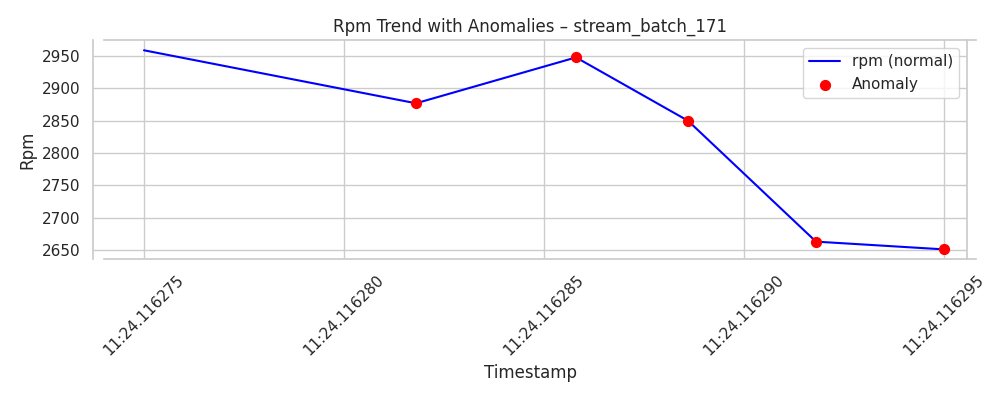 Rpm Trend with Anomalies – stream_batch_171
rpm (normal)
Anomaly
Rpm
2950
2900
2850
2800
2750
2700
2650
11:24.116275
11:24.116280
11:24.116285
11:24.116290
11:24.116295
Timestamp